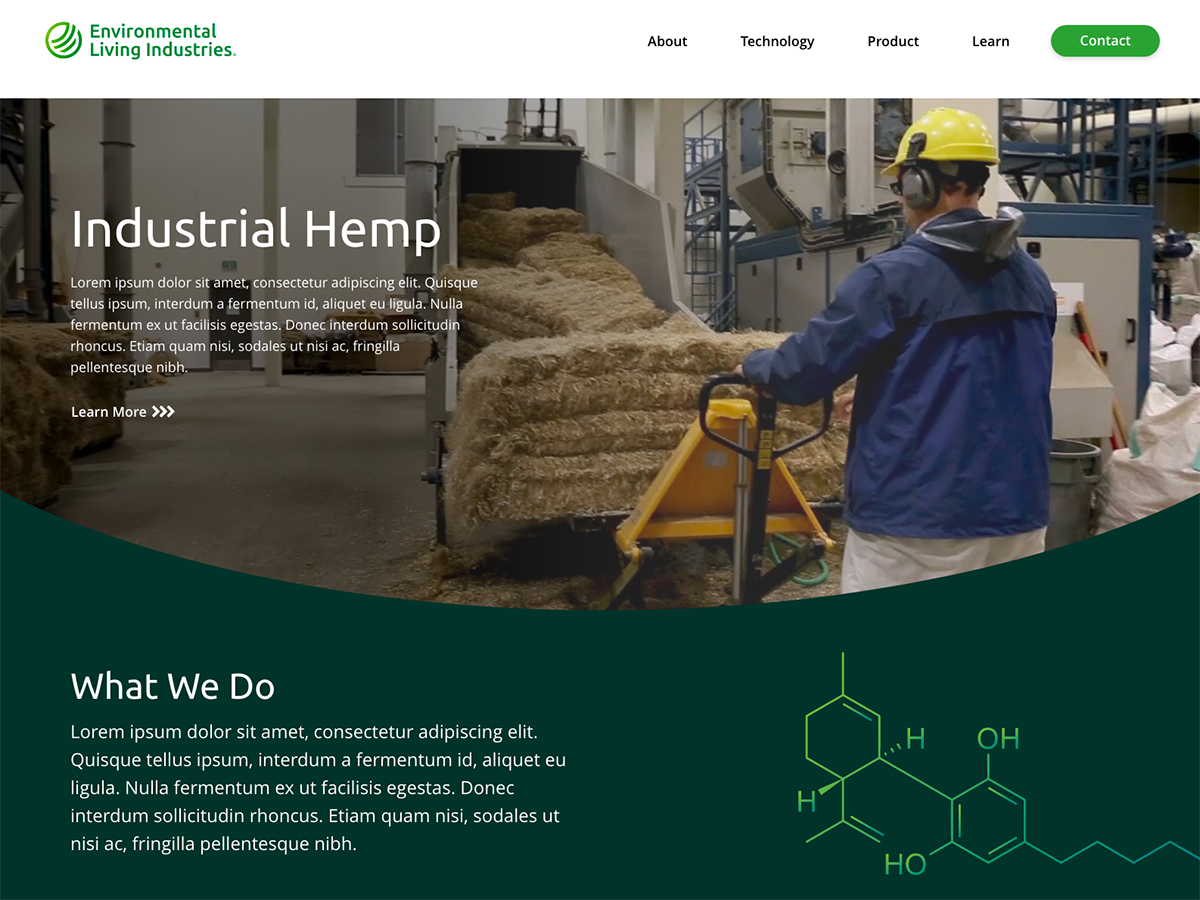 Environmental
Living Industries.
About
Technology
Product
Learn
Contact
Industrial Hemp
Lorem ipsum dolor sit amet, consectetur adipiscing elit. Quisque
tellus ipsum, interdum a fermentum id, aliquet eu ligula. Nulla
fermentum ex ut facilisis egestas. Donec interdum sollicitudin
rhoncus. Etiam quam nisi, sodales ut nisi ac, fringilla
pellentesque nibh.
Learn More
What We Do
Lorem ipsum dolor sit amet, consectetur adipiscing elit.
Quisque tellus ipsum, interdum a fermentum id, aliquet eu
ligula. Nulla fermentum ex ut facilisis egestas. Donec
interdum sollicitudin rhoncus. Etiam quam nisi, sodales ut
nisi ac, fringilla pellentesque nibh.
H
OH
H
HO